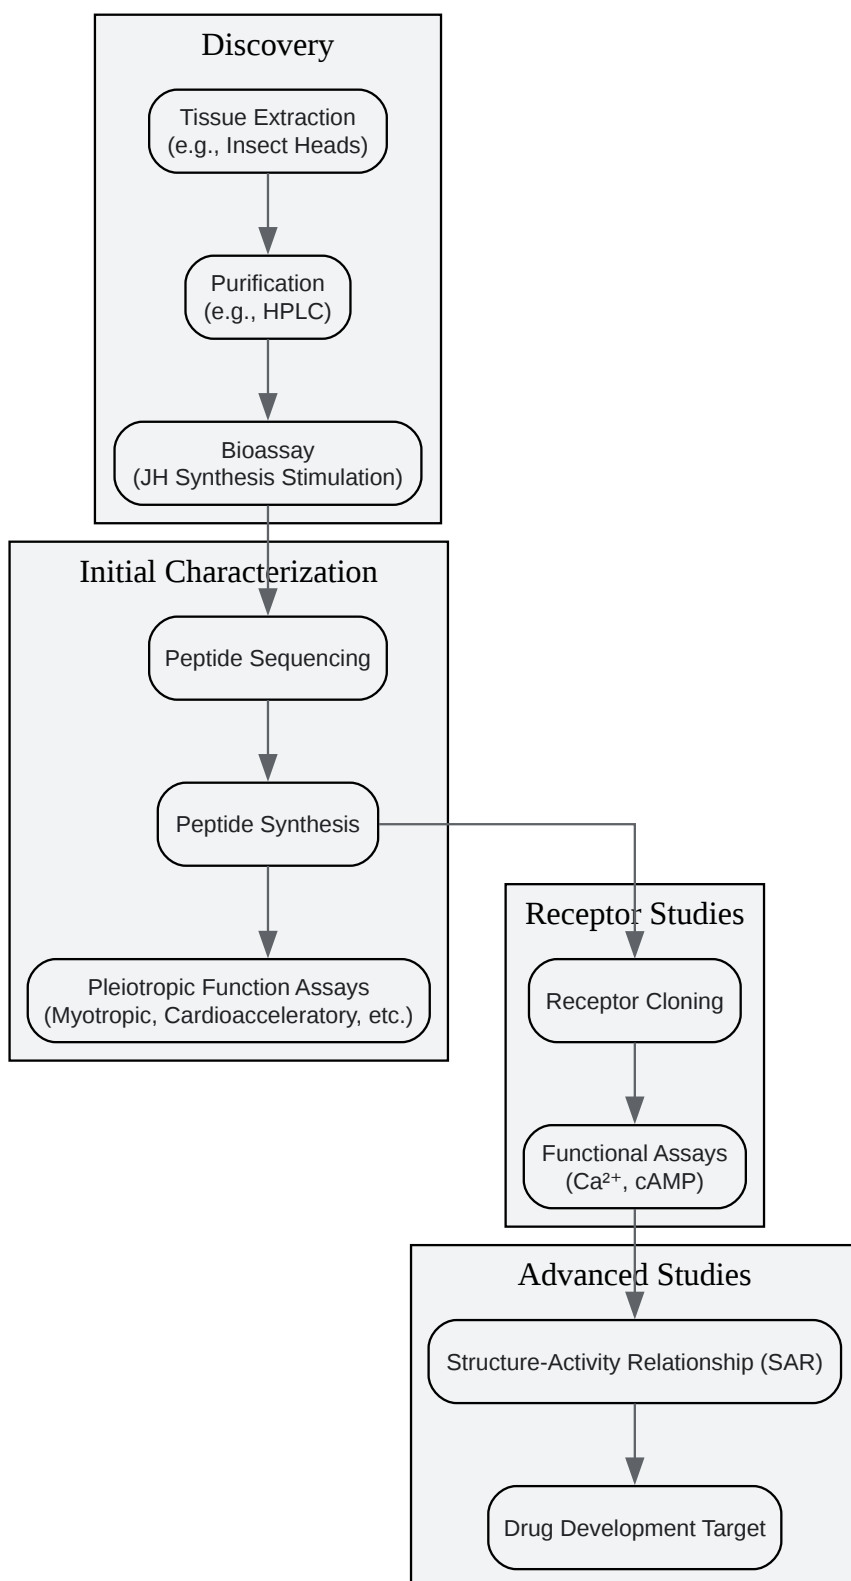 Discovery
Tissue Extraction
(e.g., Insect Heads)
Purification
(e.g., HPLC)
Bioassay
(JH Synthesis Stimulation)
Initial Characterization
Peptide Sequencing
Peptide Synthesis
Pleiotropic Function Assays
(Myotropic, Cardioacceleratory, etc.)
Receptor Studies
Receptor Cloning
Functional Assays
(Ca²⁺, cAMP)
Advanced Studies
Structure-Activity Relationship (SAR)
Drug Development Target